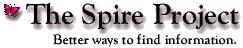 The Spire Project
Better ways to find information.